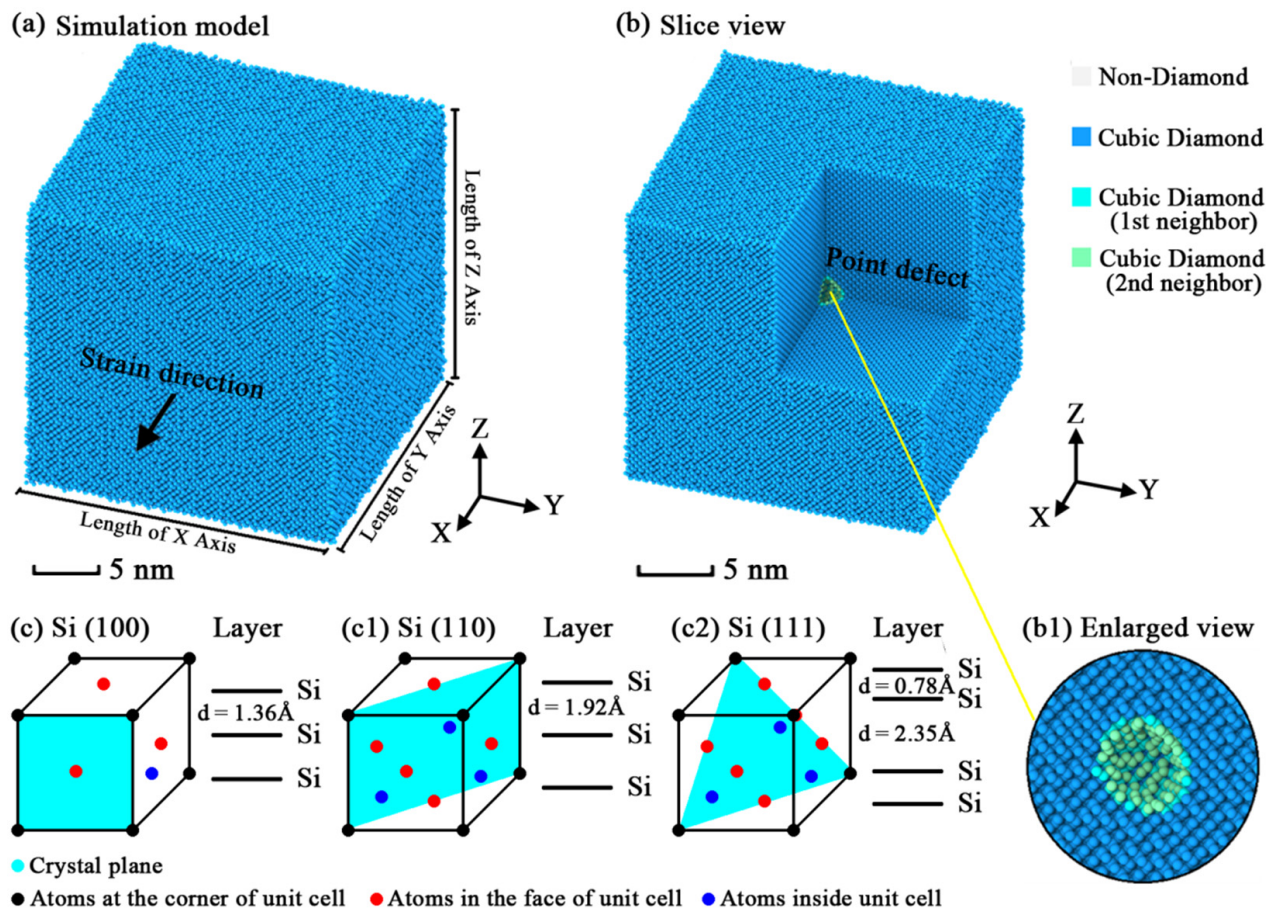 (a) Simulation model
(b) Slice view
Non-Diamond
Cubic Diamond
Cubic Diamond
(1st neighbor)
Cubic Diamond
(2nd neighbor)
Length of Z Axis
Point defect
Strain direction
Length of Y Axis
Length of X Axis
Z
Y
X
5 nm
Z
Y
X
5 nm
(c) Si (100)
Layer
Si
d = 1.36Å
Si
Si
(c1) Si (110)
Layer
Si
d = 1.92Å
Si
Si
(c2) Si (111)
Layer
Si
d = 0.78Å
Si
d = 2.35Å
Si
Si
(b1) Enlarged view
Crystal plane
Atoms at the corner of unit cell
Atoms in the face of unit cell
Atoms inside unit cell